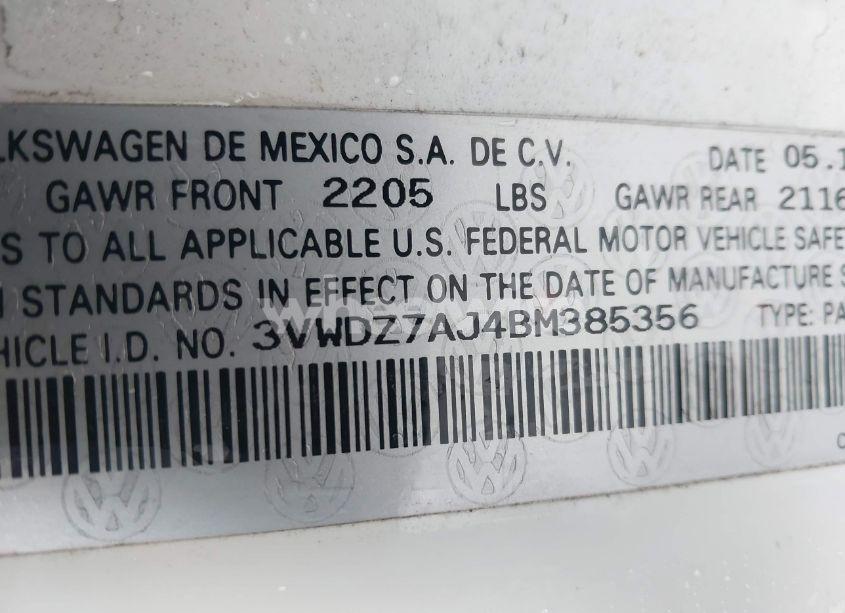 LKSWAGEN DE MEXICO S.A. DE C.V. DATE 05.1
GAWR FRONT 2205 LBS GAWR REAR 2116
S TO ALL APPLICABLE U.S. FEDERAL MOTOR VEHICLE SAFE
STANDARDS IN EFFECT ON THE DATE OF MANUFACTURE S
HICLE I.D. NO. 3VWDZ7AJ4BM385356 TYPE: PA